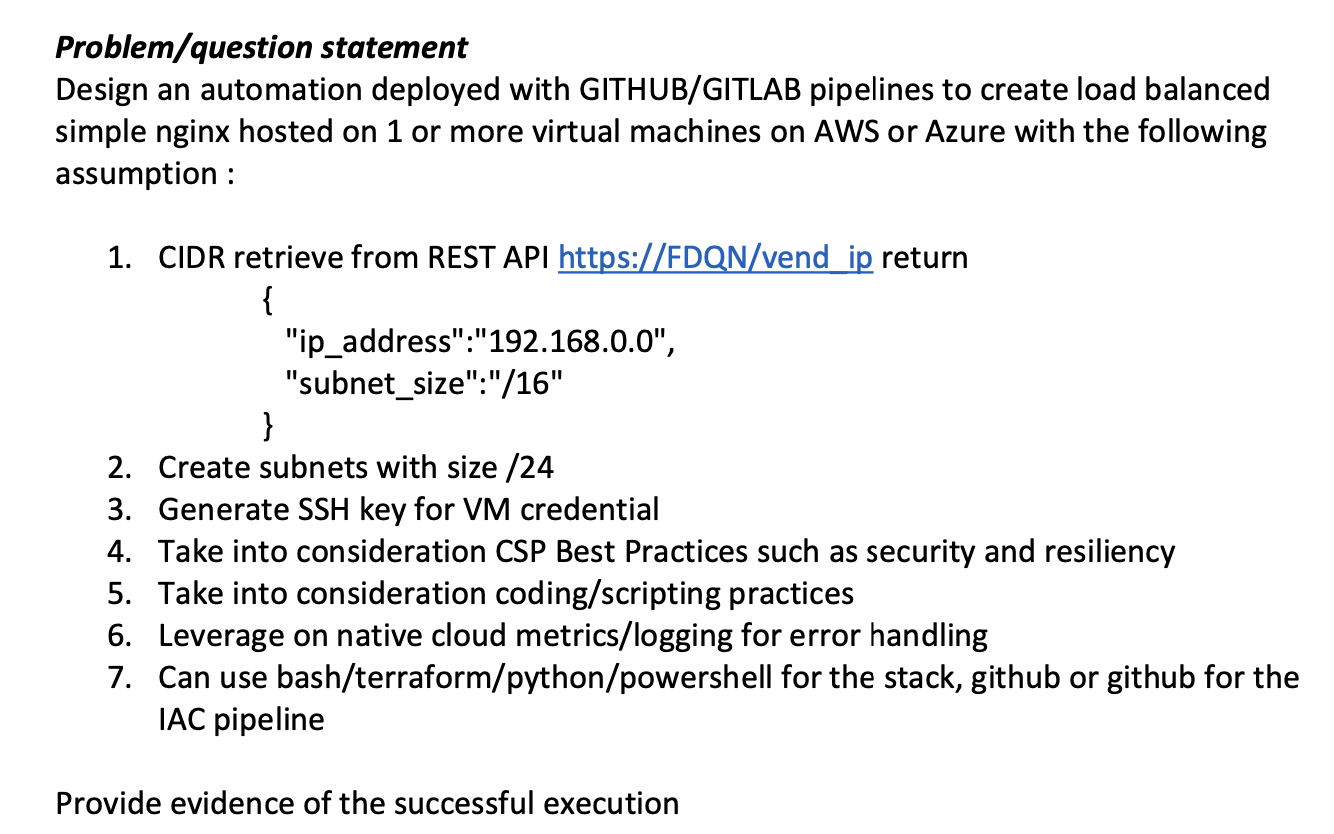 Problem/question statement
Design an automation deployed with GITHUB/GITLAB pipelines to create load balanced
simple nginx hosted on 1 or more virtual machines on AWS or Azure with the following
assumption :
1. CIDR retrieve from REST API https://FDQN/vend_ip return
{
"ip_address":"192.168.0.0",
"subnet_size":"/16"
}
2. Create subnets with size /24
3. Generate SSH key for VM credential
4. Take into consideration CSP Best Practices such as security and resiliency
5. Take into consideration coding/scripting practices
6. Leverage on native cloud metrics/logging for error handling
7. Can use bash/terraform/python/powershell for the stack, github or github for the
IAC pipeline
Provide evidence of the successful execution